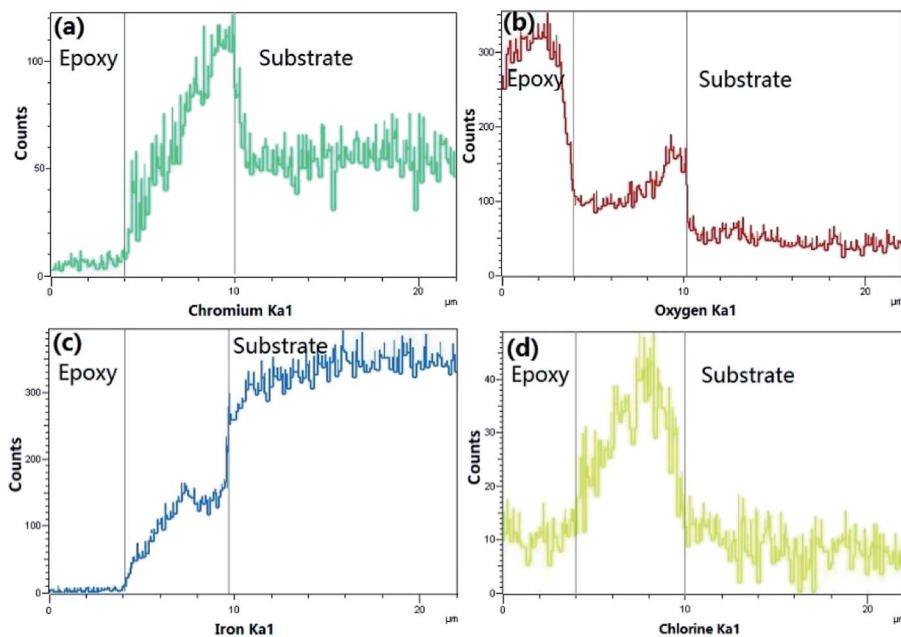 (a)
Epoxy
Substrate
Counts
100
50
0
0
10
20
µm
Chromium Ka1
(b)
Epoxy
Substrate
Counts
300
200
100
0
0
10
20
µm
Oxygen Ka1
(c)
Epoxy
Substrate
Counts
300
200
100
0
0
10
20
µm
Iron Ka1
(d)
Epoxy
Substrate
Counts
40
30
20
10
0
0
10
20
µm
Chlorine Ka1